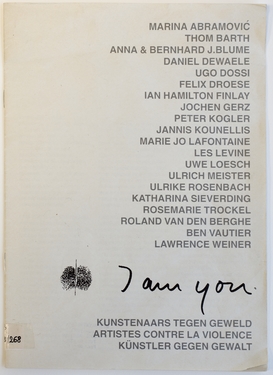 MARINA ABRAMOVIĆ
THOM BARTH
ANNA & BERNHARD J.BLUME
DANIEL DEWAELE
UGO DOSSI
FELIX DROESE
IAN HAMILTON FINLAY
JOCHEN GERZ
PETER KOGLER
JANNIS KOUNELLIS
MARIE JO LAFONTAINE
LES LEVINE
UWE LOESCH
ULRICH MEISTER
ULRIKE ROSENBACH
KATHARINA SIEVERDING
ROSEMARIE TROCKEL
ROLAND VAN DEN BERGHE
BEN VAUTIER
LAWRENCE WEINER
I am you.
KUNSTENAARS TEGEN GEWELD
ARTISTES CONTRE LA VIOLENCE
KÜNSTLER GEGEN GEWALT